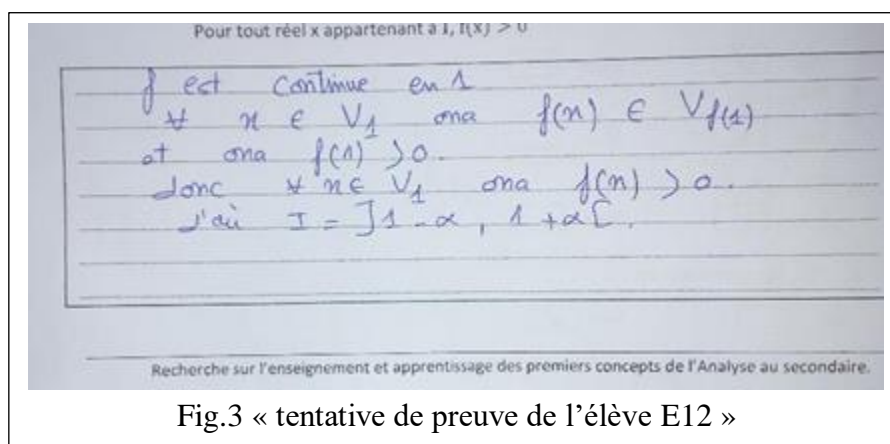 Pour tout réel x appartenant à I, f(x) > 0
f est continue en 1
∀ x ∈ V₁ ona f(x) ∈ V_f(1)
et ona f(1) > 0.
donc ∀ x ∈ V₁ ona f(x) > 0.
d'où I = ]1-α, 1+α[.
Recherche sur l'enseignement et apprentissage des premiers concepts de l'Analyse au secondaire.
Fig.3 « tentative de preuve de l'élève E12 »